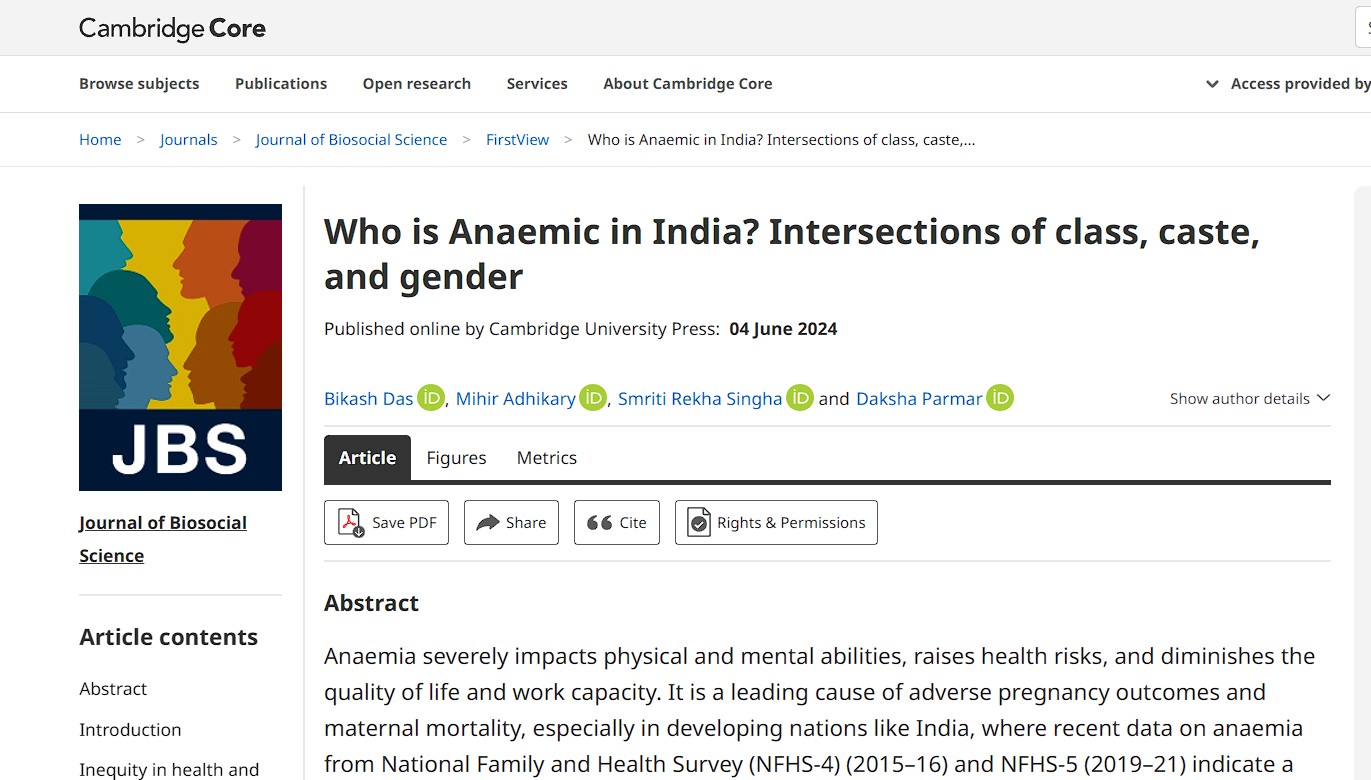 Cambridge Core
Browse subjects Publications Open research Services About Cambridge Core Access provided by
Home > Journals > Journal of Biosocial Science > FirstView > Who is Anaemic in India? Intersections of class, caste,...
Who is Anaemic in India? Intersections of class, caste,
and gender
Published online by Cambridge University Press: 04 June 2024
Bikash Das iD, Mihir Adhikary iD, Smriti Rekha Singha iD and Daksha Parmar iD Show author details
Article Figures Metrics
Save PDF Share Cite Rights & Permissions
JBS
Journal of Biosocial
Science
Article contents
Abstract
Introduction
Inequity in health and
Abstract
Anaemia severely impacts physical and mental abilities, raises health risks, and diminishes the
quality of life and work capacity. It is a leading cause of adverse pregnancy outcomes and
maternal mortality, especially in developing nations like India, where recent data on anaemia
from National Family and Health Survey (NFHS-4) (2015–16) and NFHS-5 (2019–21) indicate a